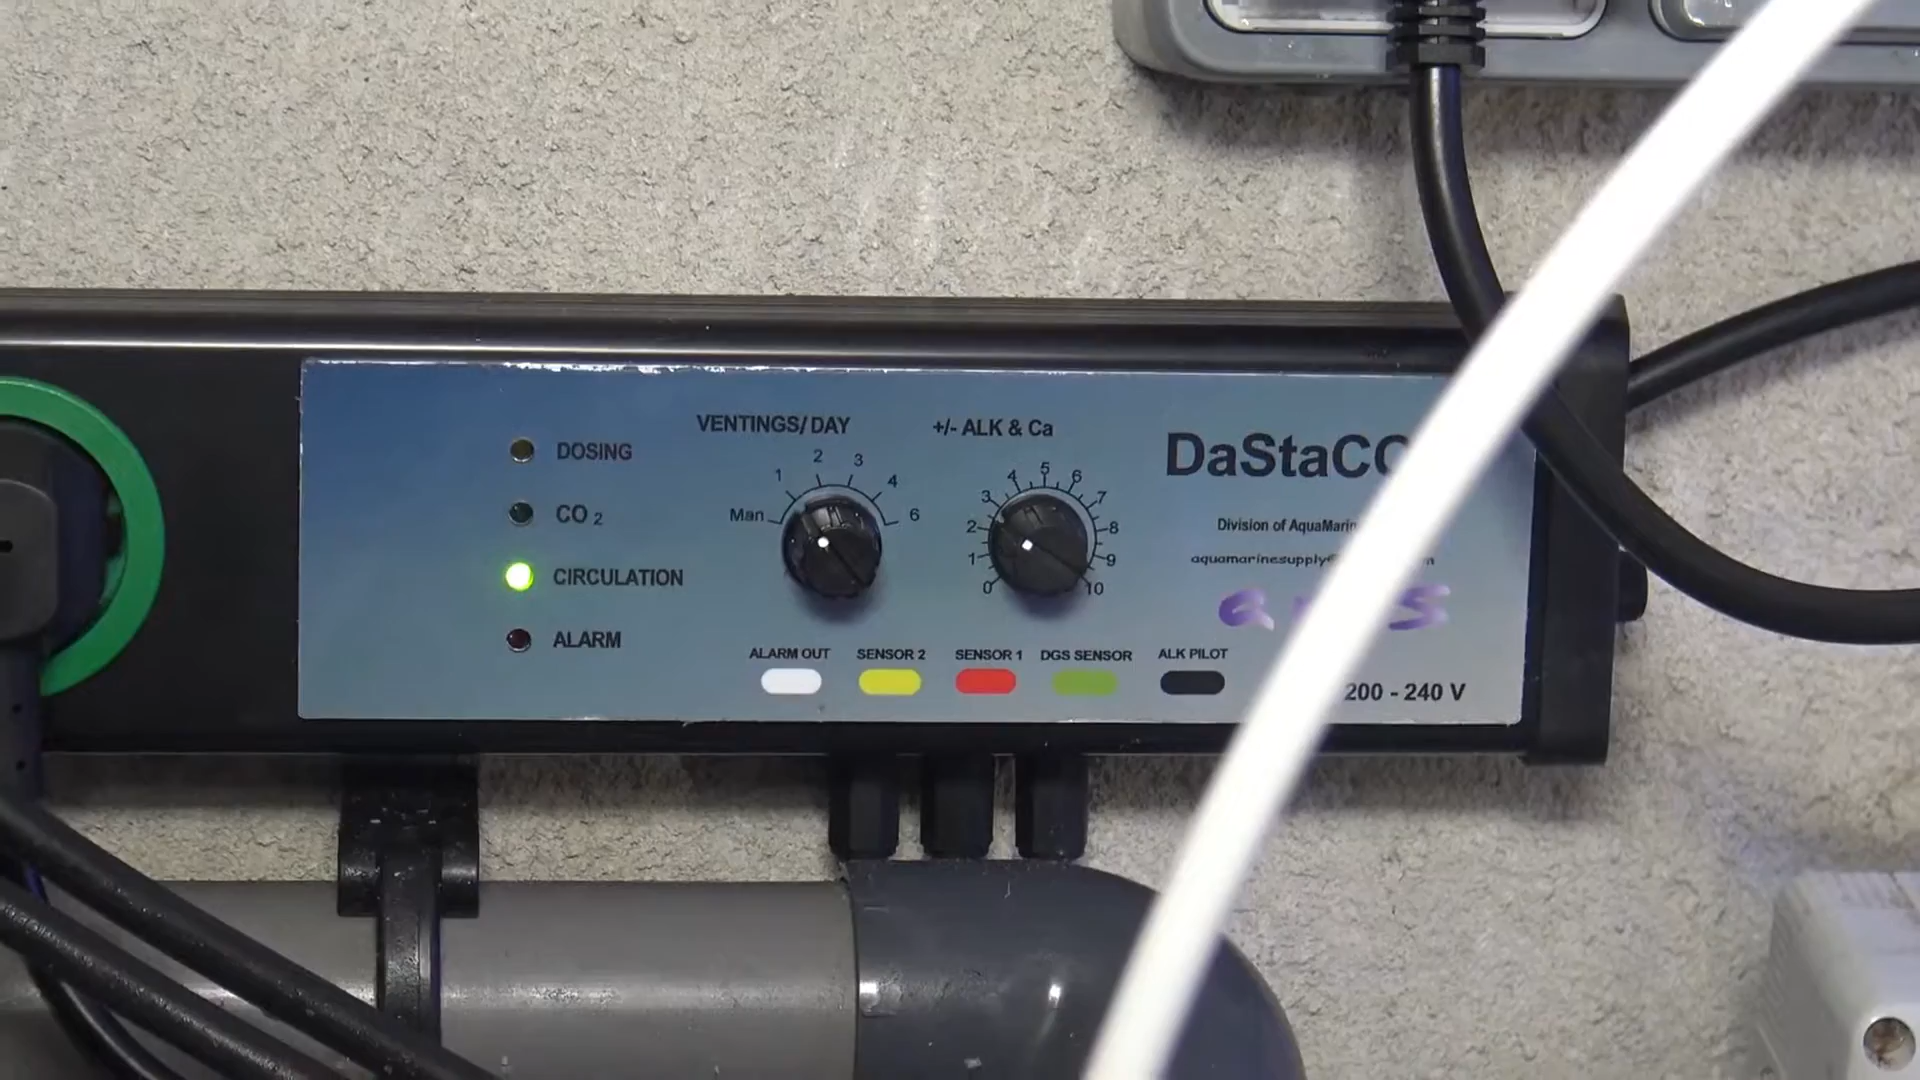 VENTINGS/DAY
+/- ALK & Ca
Man 1 2 3 4 6
0 1 2 3 4 5 6 7 8 9 10
DOSING
CO 2
CIRCULATION
ALARM
Division of
ALARM OUT
SENSOR 2
SENSOR 1
DGS SENSOR
ALK PILOT
200 - 240 V